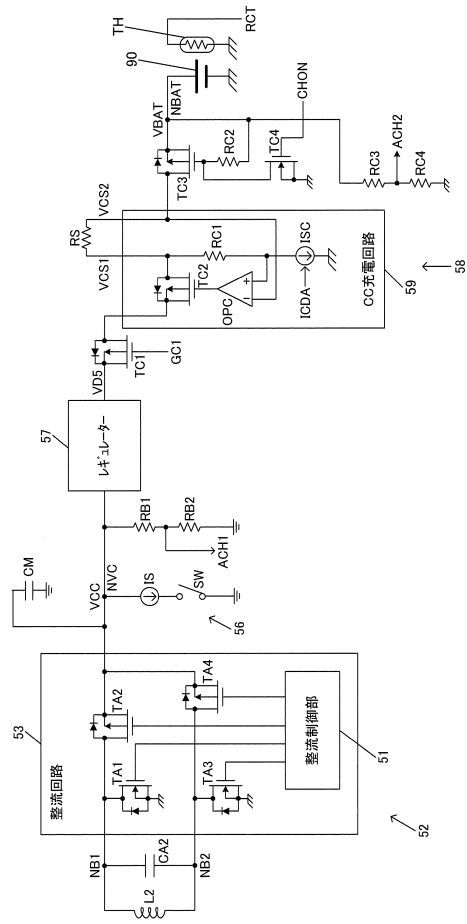 TH
RCT
90
NBAT
VBAT
CHON
RC2
TC4
TC3
ACH2
RC3
RC4
VCS2
RS
VCS1
RC1
TC2
OPC
+
−
ISC
ICDA
CC充電回路
59
58
TC1
GC1
VD5
レギュレーター
57
RB1
RB2
ACH1
CM
VCC
NVC
IS
SW
56
53
整流回路
TA2
TA4
TA1
TA3
整流制御部
51
52
NB1
CA2
L2
NB2